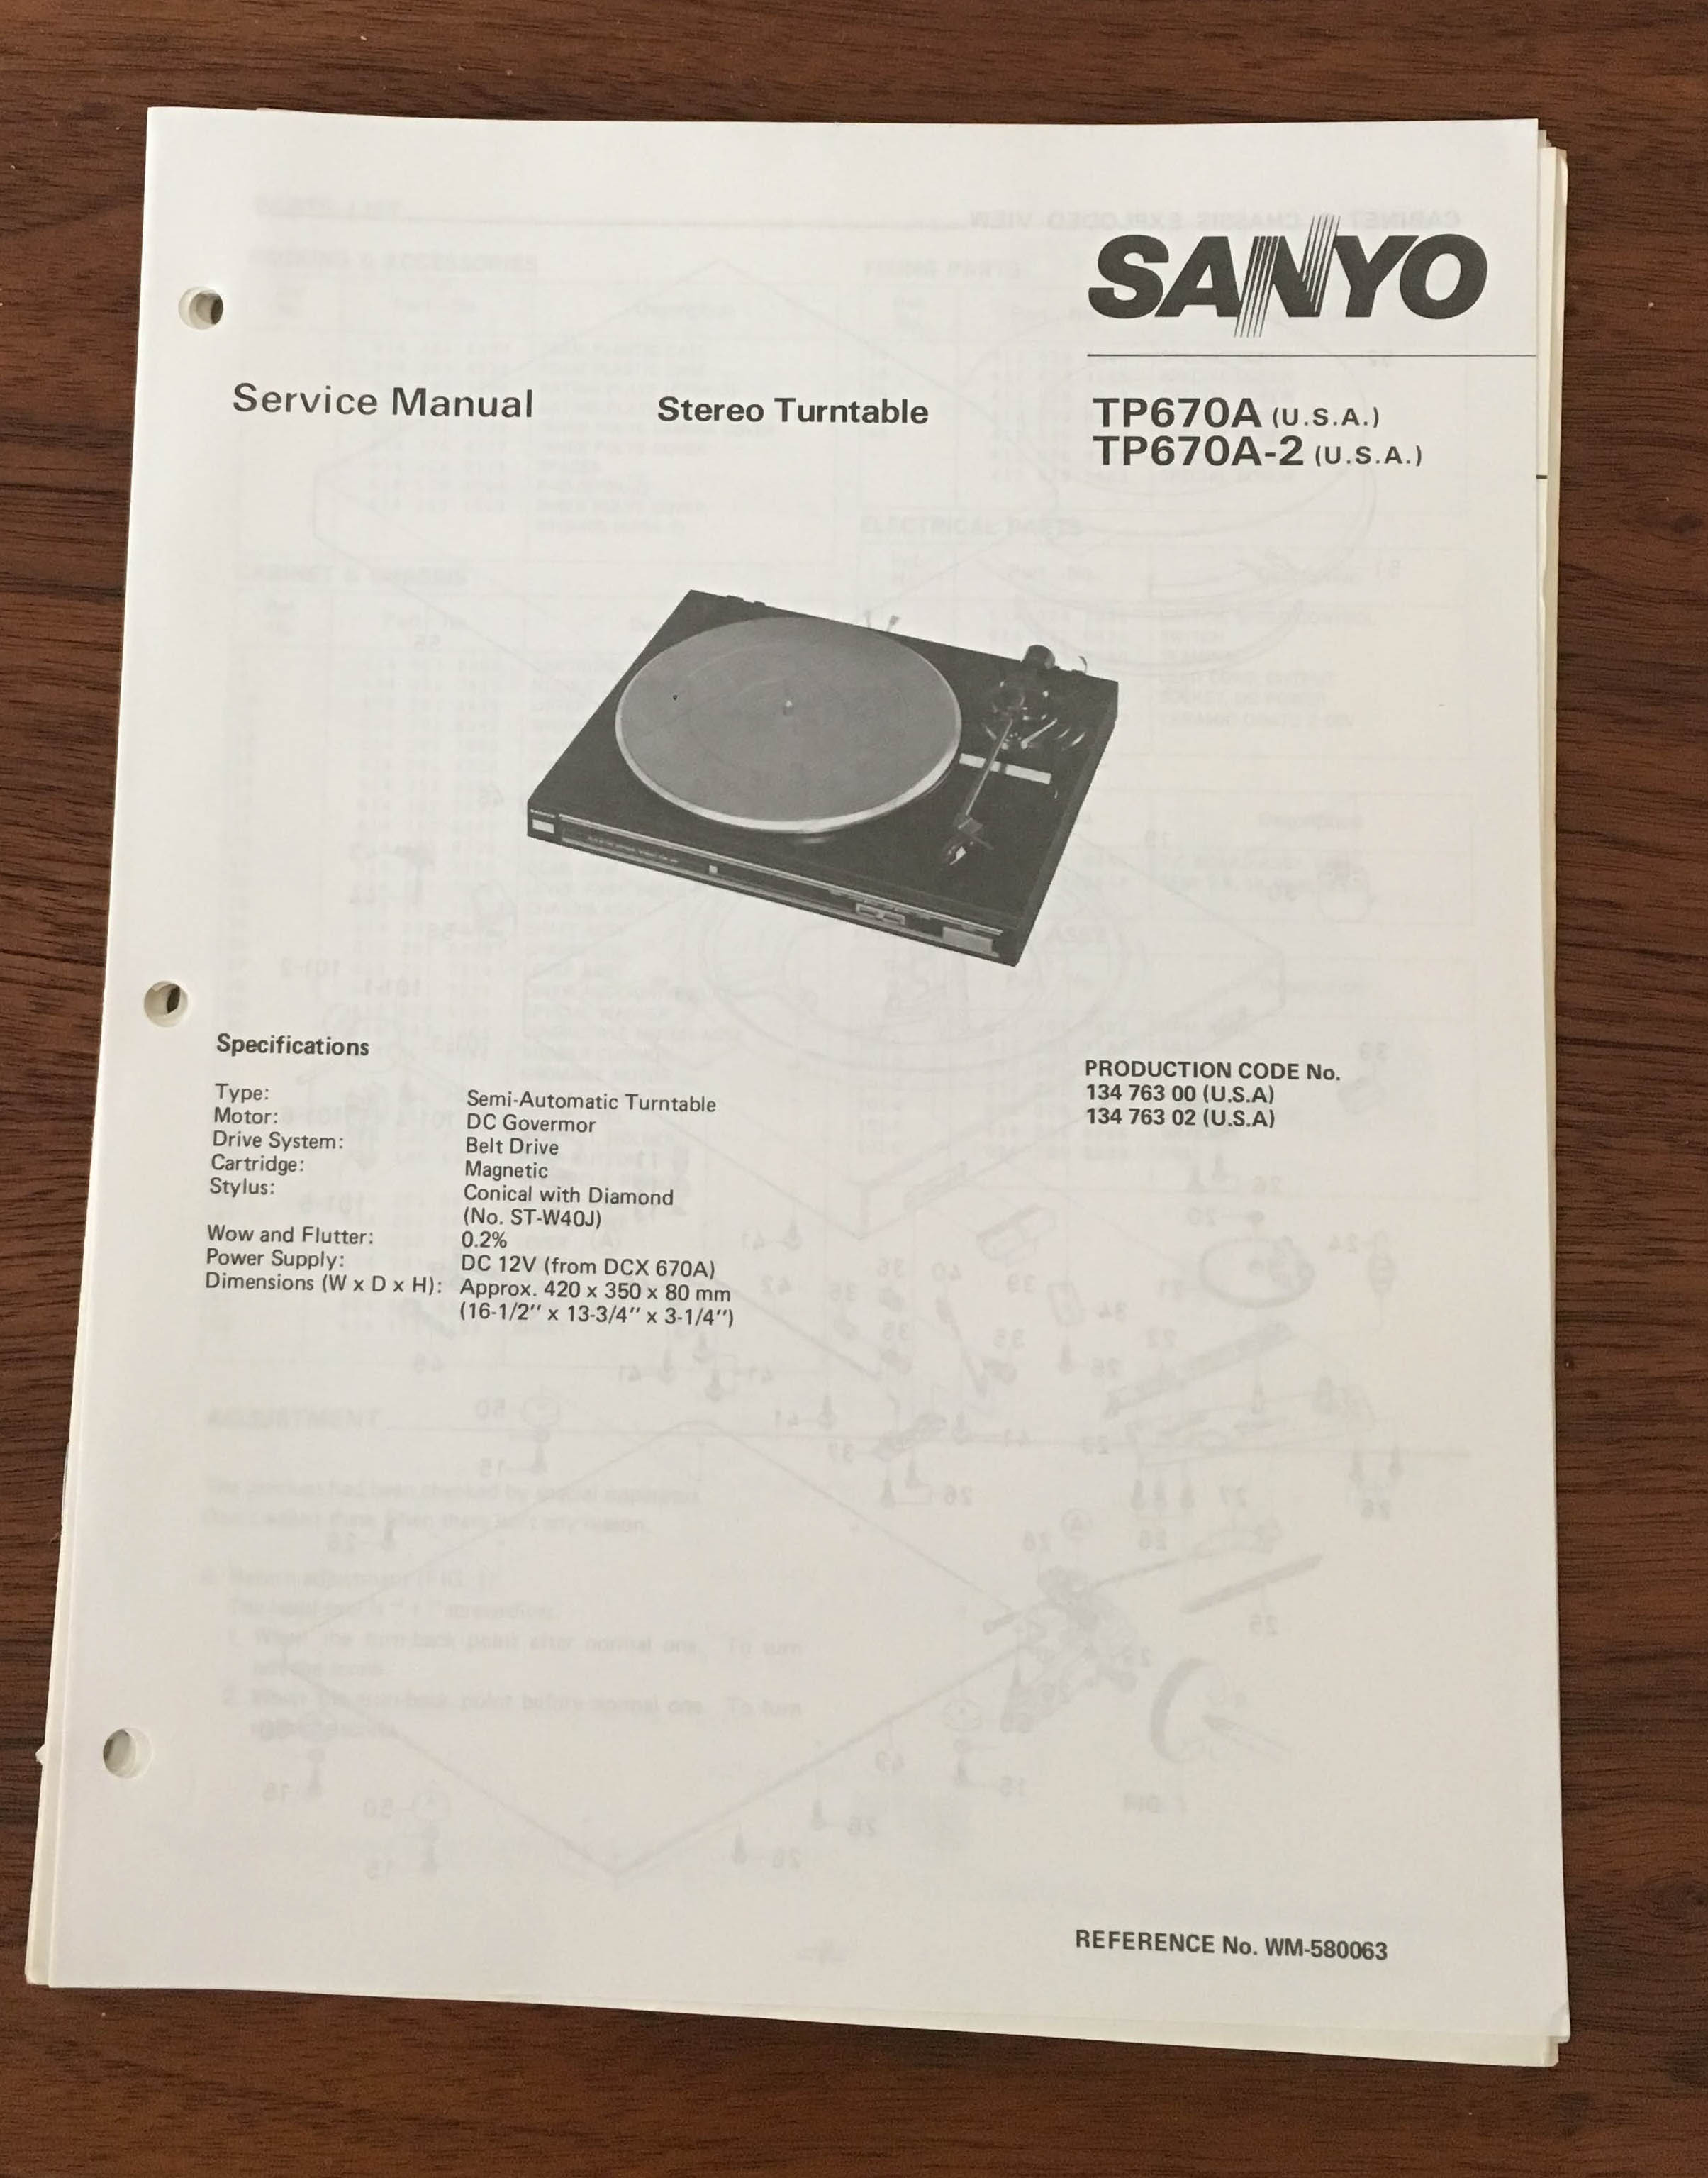 SANYO
Service Manual
Stereo Turntable
TP670A (U.S.A.)
TP670A-2 (U.S.A.)
Specifications
Type: Semi-Automatic Turntable
Motor: DC Govermor
Drive System: Belt Drive
Cartridge: Magnetic
Stylus: Conical with Diamond
(No. ST-W40J)
Wow and Flutter: 0.2%
Power Supply: DC 12V (from DCX 670A)
Dimensions (W x D x H): Approx. 420 x 350 x 80 mm
(16-1/2'' x 13-3/4'' x 3-1/4'')
PRODUCTION CODE No.
134 763 00 (U.S.A)
134 763 02 (U.S.A)
REFERENCE No. WM-580063